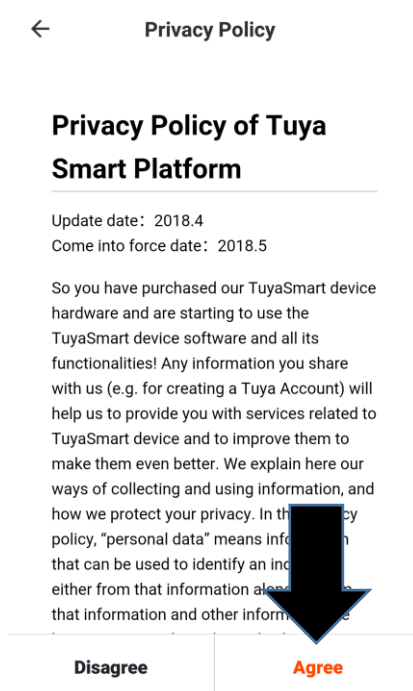 Privacy Policy
Privacy Policy of Tuya
Smart Platform
Update date：2018.4
Come into force date：2018.5
So you have purchased our TuyaSmart device
hardware and are starting to use the
TuyaSmart device software and all its
functionalities! Any information you share
with us (e.g. for creating a Tuya Account) will
help us to provide you with services related to
TuyaSmart device and to improve them to
make them even better. We explain here our
ways of collecting and using information, and
how we protect your privacy. In
policy, “personal data” means
that can be used to identify an
either from that information
that information and other
Disagree
Agree